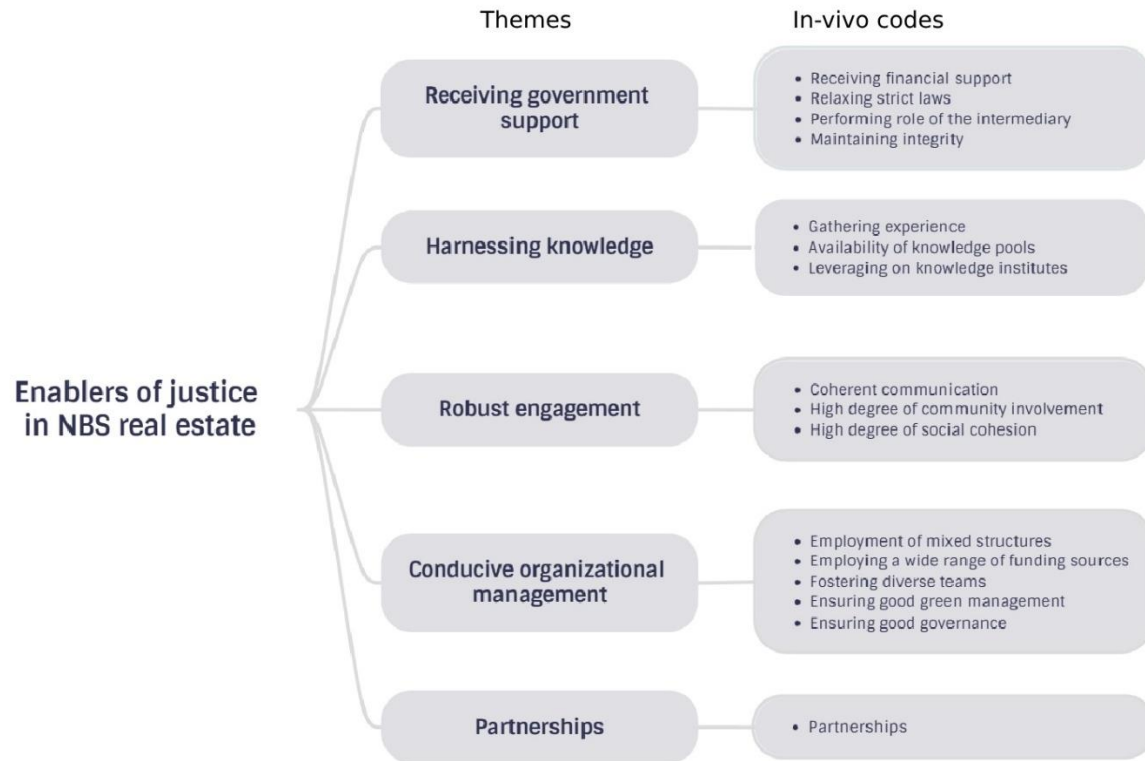 Themes
In-vivo codes
Receiving government
support
• Receiving financial support
• Relaxing strict laws
• Performing role of the intermediary
• Maintaining integrity
Harnessing knowledge
• Gathering experience
• Availability of knowledge pools
• Leveraging on knowledge institutes
Enablers of justice
in NBS real estate
Robust engagement
• Coherent communication
• High degree of community involvement
• High degree of social cohesion
Conducive organizational
management
• Employment of mixed structures
• Employing a wide range of funding sources
• Fostering diverse teams
• Ensuring good green management
• Ensuring good governance
Partnerships
• Partnerships